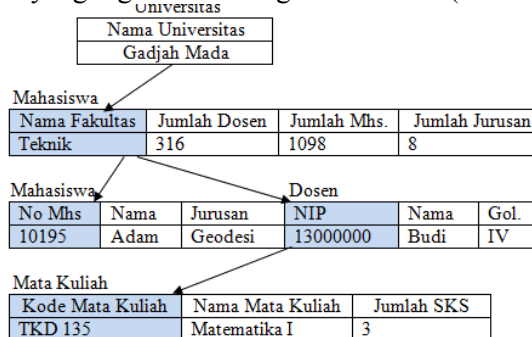 Universitas
Nama Universitas
Gadjah Mada
Mahasiswa
Nama Fakultas Jumlah Dosen Jumlah Mhs. Jumlah Jurusan
Teknik 316 1098 8
Mahasiswa Dosen
No Mhs Nama Jurusan NIP Nama Gol.
10195 Adam Geodesi 13000000 Budi IV
Mata Kuliah
Kode Mata Kuliah Nama Mata Kuliah Jumlah SKS
TKD 135 Matematika I 3